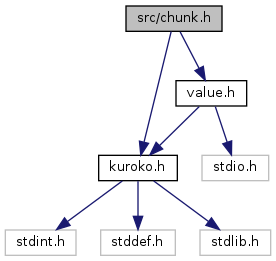 src/chunk.h
value.h
kuroko.h
stdio.h
stdint.h
stddef.h
stdlib.h